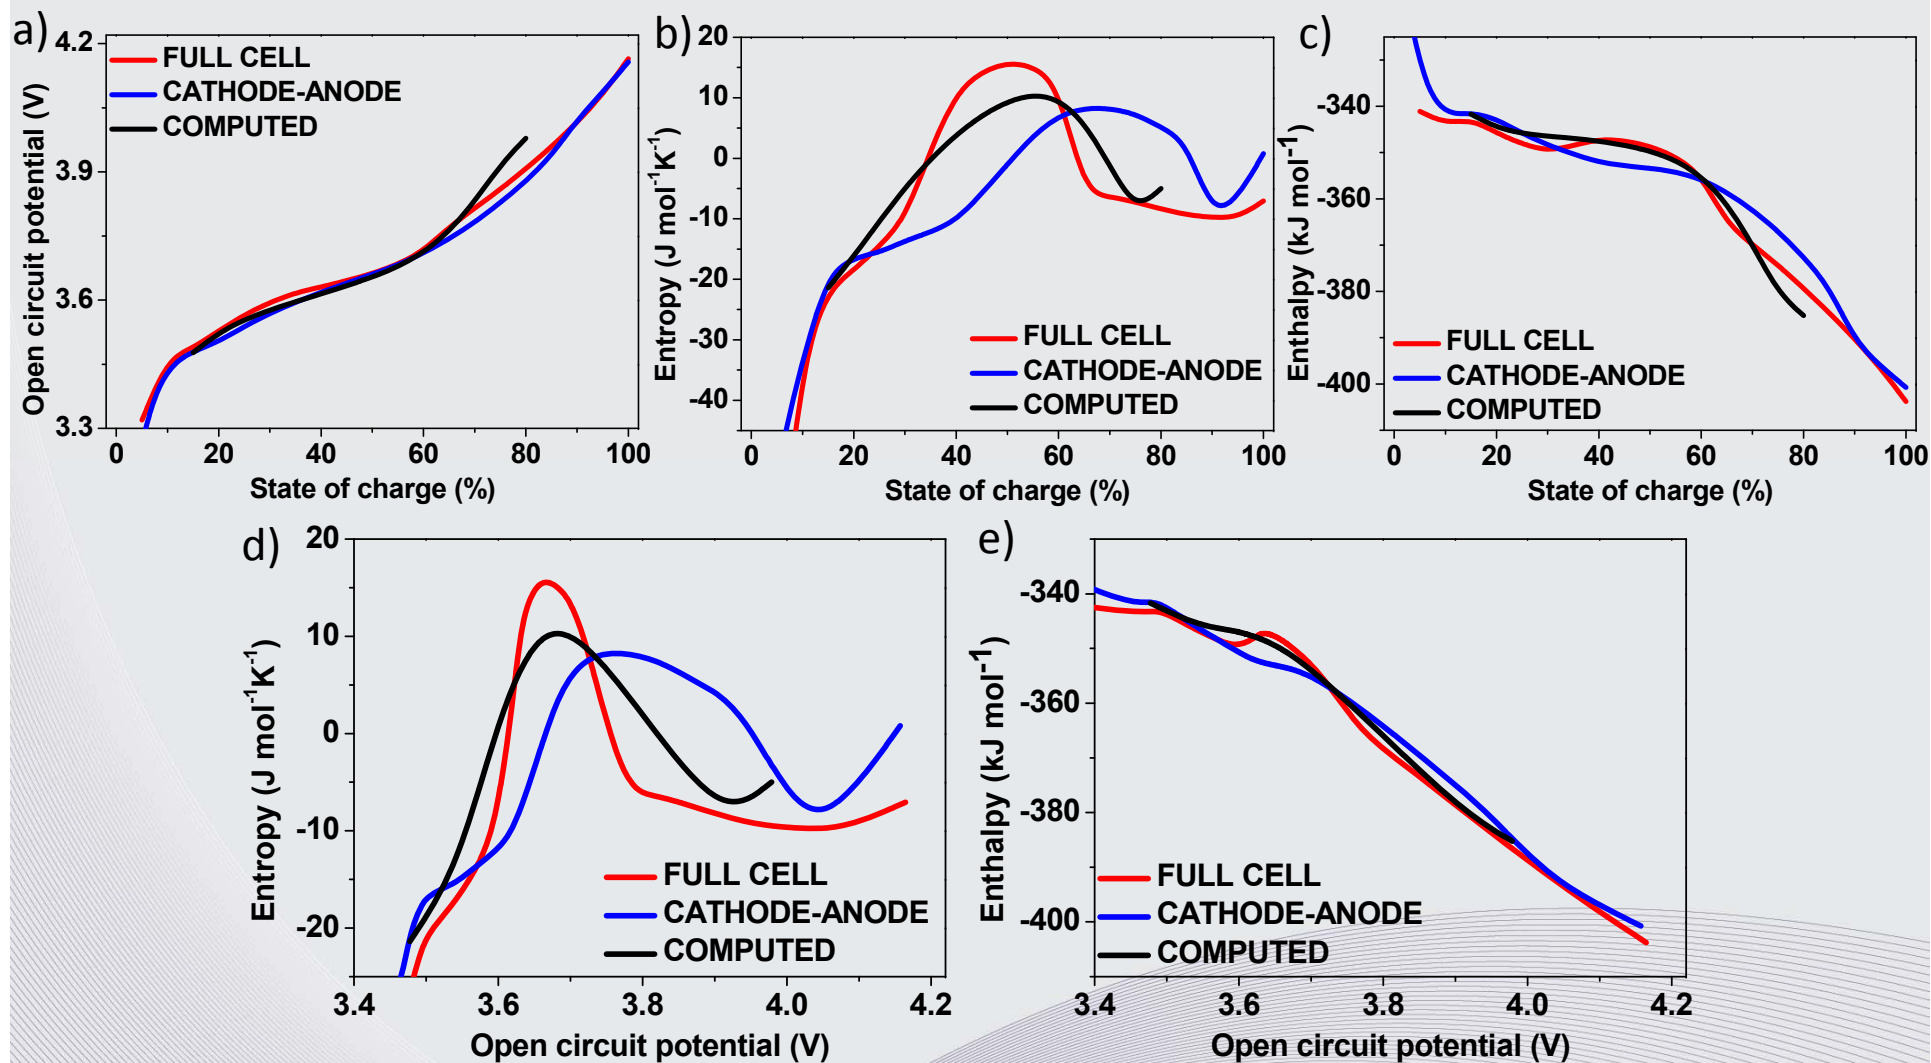 a)
4.2
3.9
3.6
3.3
Open circuit potential (V)
FULL CELL
CATHODE-ANODE
COMPUTED
0 20 40 60 80 100
State of charge (%)
b)
20
10
0
-10
-20
-30
-40
Entropy (J mol⁻¹K⁻¹)
FULL CELL
CATHODE-ANODE
COMPUTED
0 20 40 60 80 100
State of charge (%)
c)
-340
-360
-380
-400
Enthalpy (kJ mol⁻¹)
FULL CELL
CATHODE-ANODE
COMPUTED
0 20 40 60 80 100
State of charge (%)
d)
20
10
0
-10
-20
Entropy (J mol⁻¹K⁻¹)
FULL CELL
CATHODE-ANODE
COMPUTED
3.4 3.6 3.8 4.0 4.2
Open circuit potential (V)
e)
-340
-360
-380
-400
Enthalpy (kJ mol⁻¹)
FULL CELL
CATHODE-ANODE
COMPUTED
3.4 3.6 3.8 4.0 4.2
Open circuit potential (V)